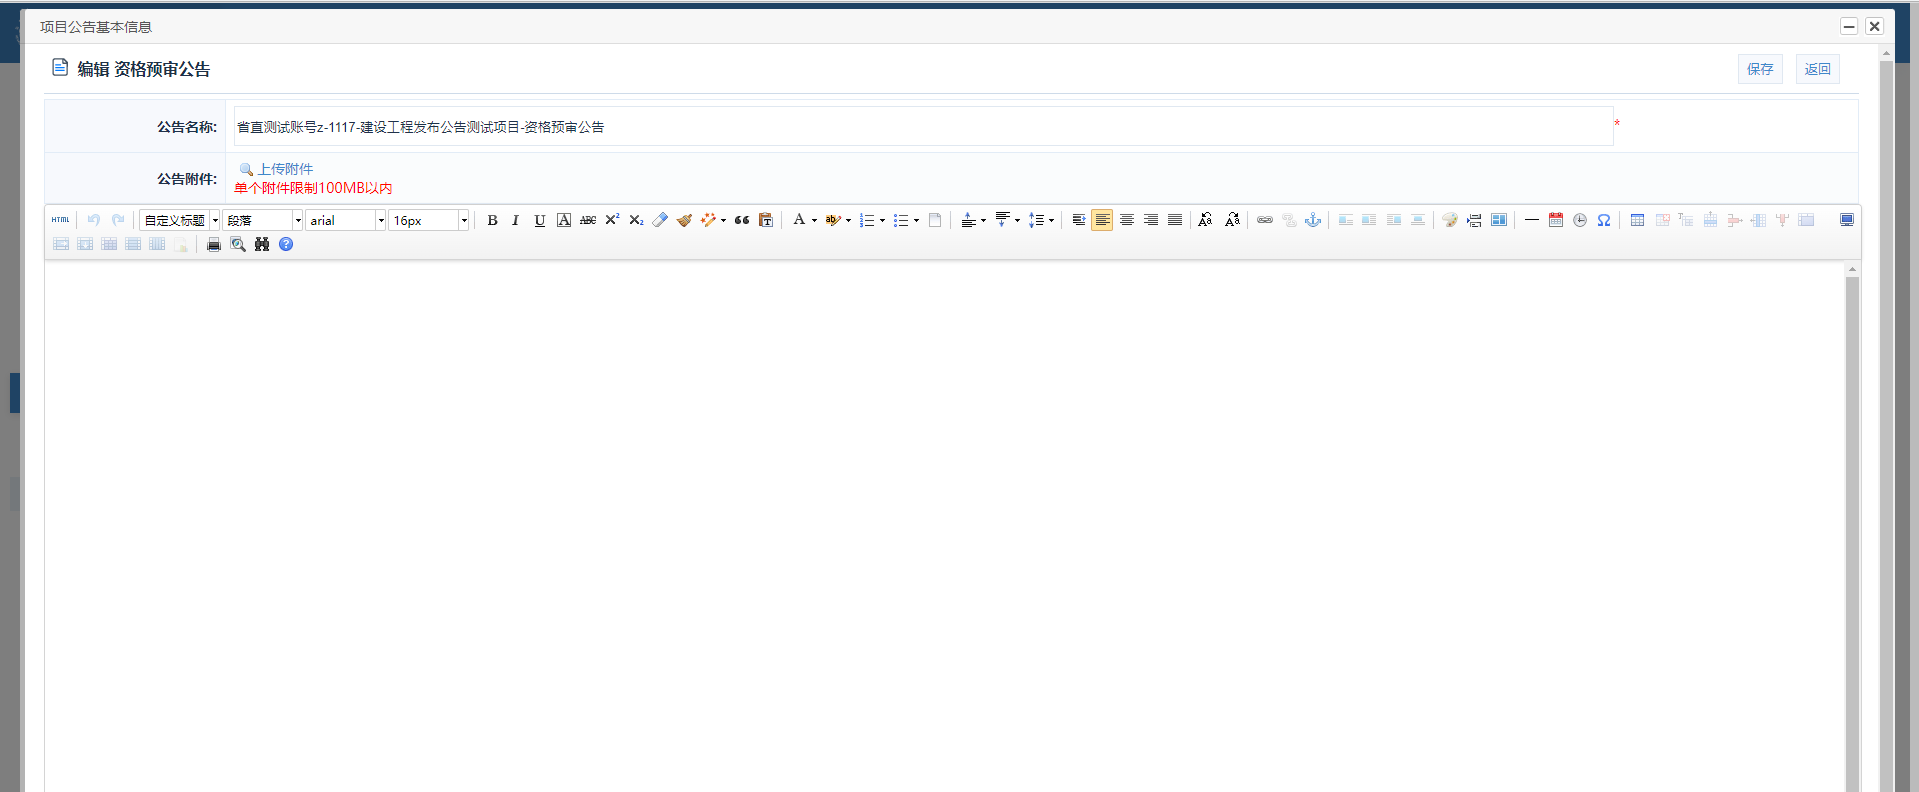 项目公告基本信息
编辑 资格预审公告
保存 返回
公告名称: 省直测试账号z-1117-建设工程发布公告测试项目-资格预审公告 *
公告附件: 上传附件
单个附件限制100MB以内
HTML 自定义标题 段落 arial 16px